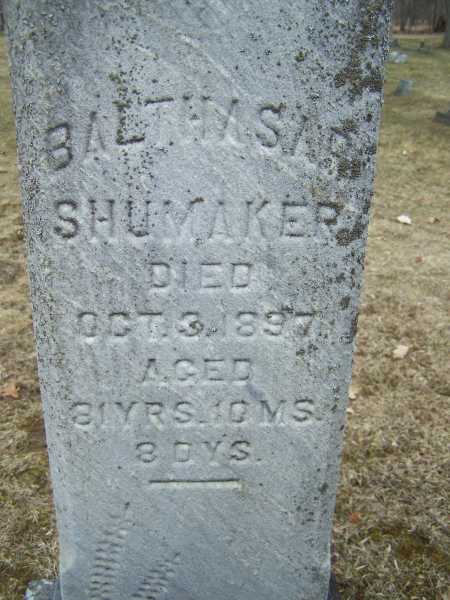 BALTHASAR
SHUMAKER
DIED
OCT. 3. 1897
AGED
81 YRS. 10 MS.
8 DYS.